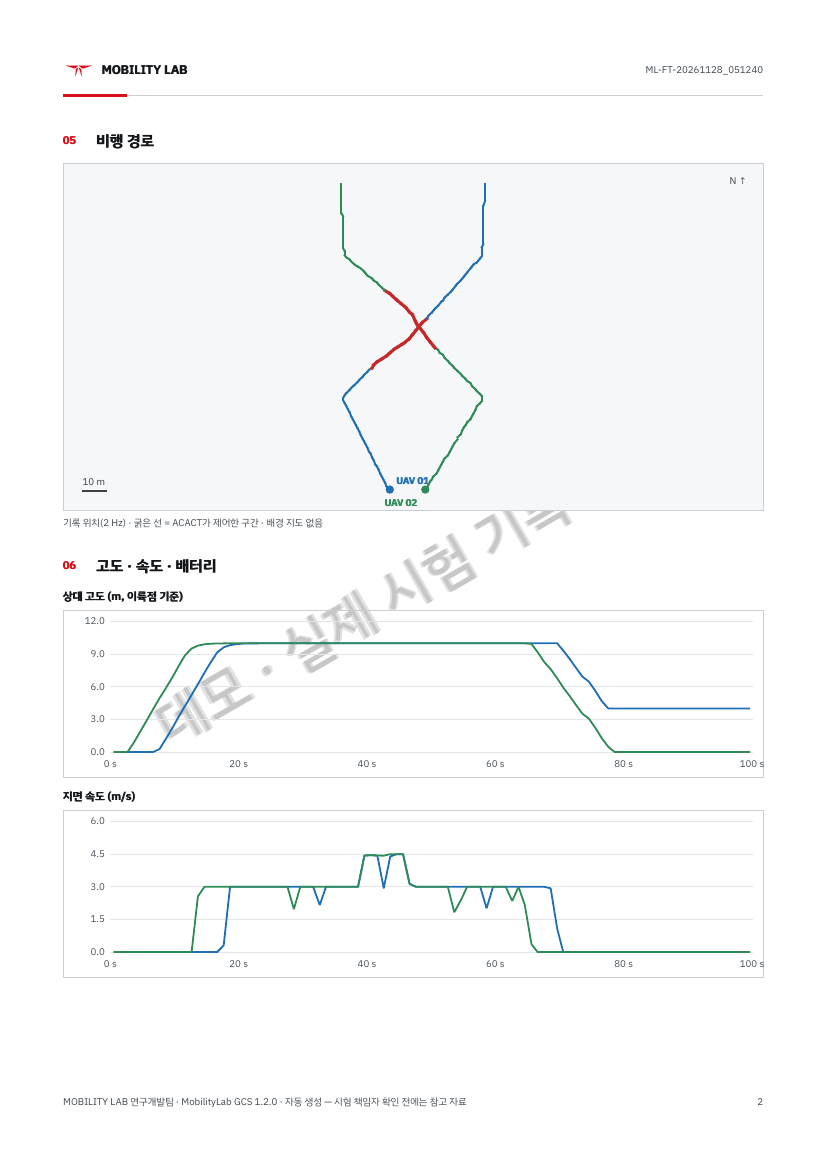 MOBILITY LAB
ML-FT-20261128_051240
05 비행 경로
N ↑
UAV 01
10 m
UAV 02
기록 위치(2 Hz) · 굵은 선 = ACACT가 제어한 구간 · 배경 지도 없음
데모 · 실제 시험 기록
06 고도 · 속도 · 배터리
상대 고도 (m, 이륙점 기준)
12.0
9.0
6.0
3.0
0.0
0 s 20 s 40 s 60 s 80 s 100 s
지면 속도 (m/s)
6.0
4.5
3.0
1.5
0.0
0 s 20 s 40 s 60 s 80 s 100 s
MOBILITY LAB 연구개발팀 · MobilityLab GCS 1.2.0 · 자동 생성 — 시험 책임자 확인 전에는 참고 자료
2